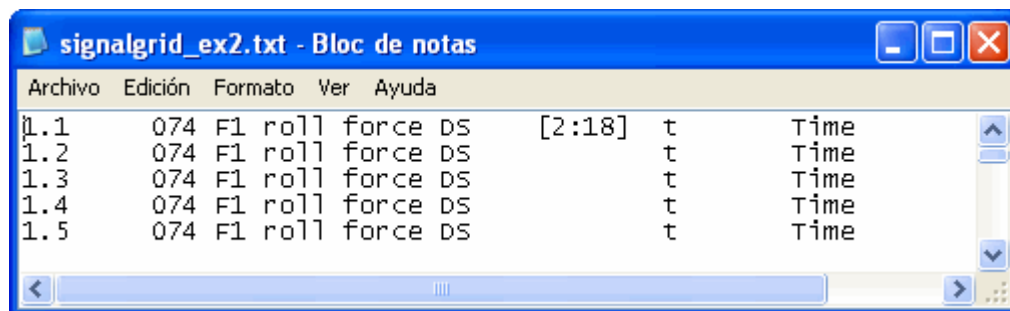 signalgrid_ex2.txt - Bloc de notas
Archivo Edición Formato Ver Ayuda
1.1 074 F1 roll force DS [2:18] t Time
1.2 074 F1 roll force DS t Time
1.3 074 F1 roll force DS t Time
1.4 074 F1 roll force DS t Time
1.5 074 F1 roll force DS t Time